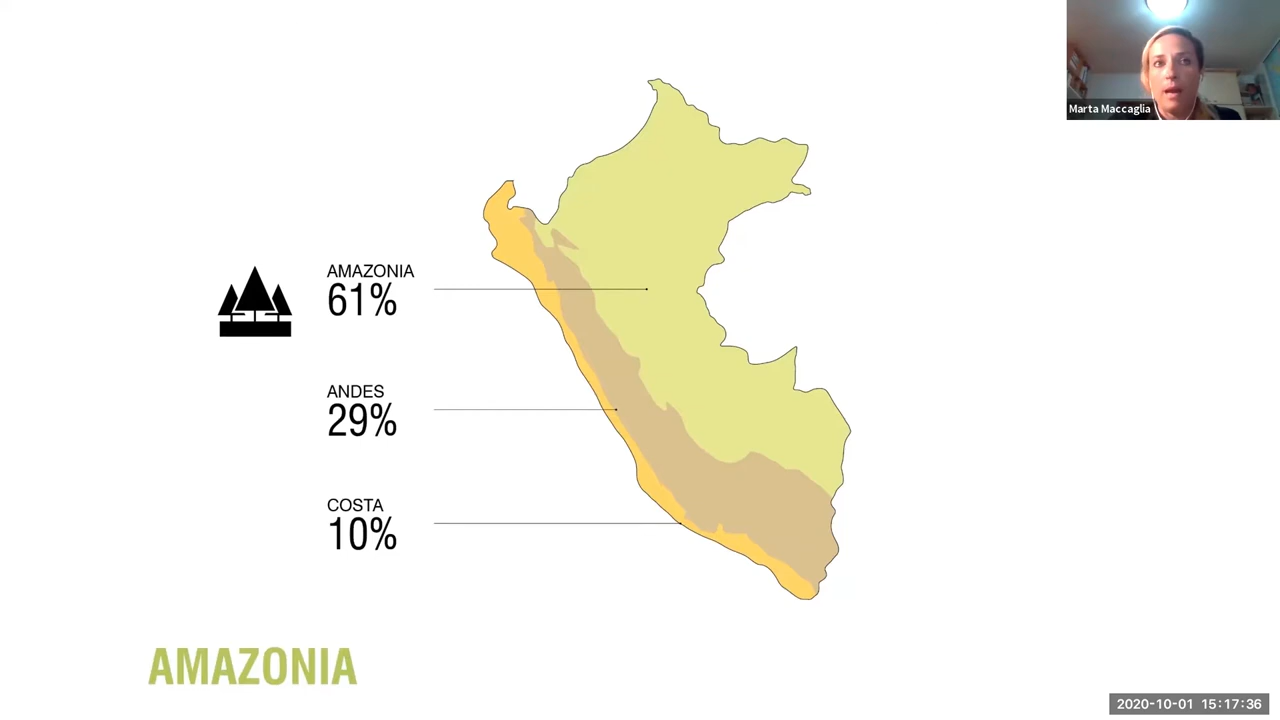 Marta Maccaglia
AMAZONIA
61%
ANDES
29%
COSTA
10%
AMAZONIA
2020-10-01 15:17:36